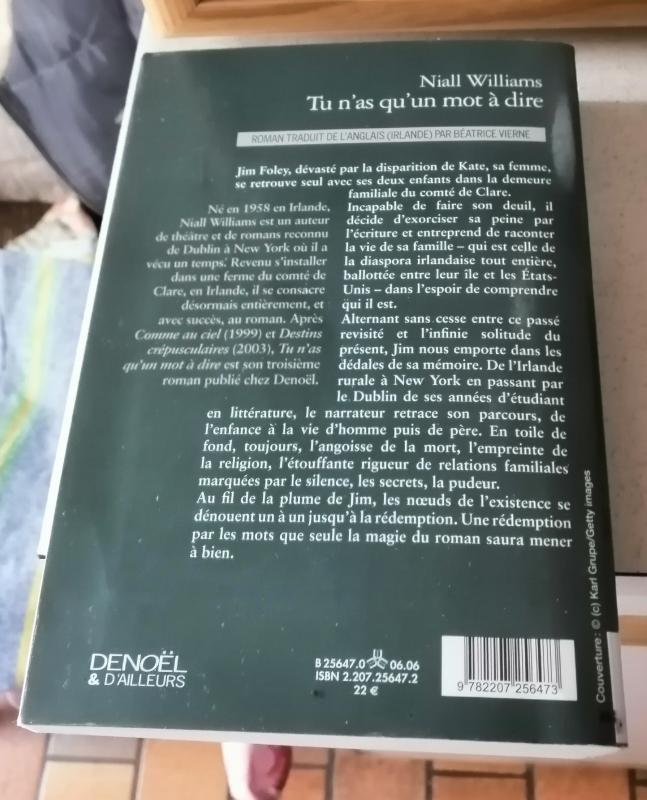 Niall Williams
Tu n'as qu'un mot à dire
ROMAN TRADUIT DE L'ANGLAIS (IRLANDE) PAR BÉATRICE VIERNE
Jim Foley, dévasté par la disparition de Kate, sa femme,
se retrouve seul avec ses deux enfants dans la demeure
familiale du comté de Clare.
Incapable de faire son deuil, il
décide d'exorciser sa peine par
l'écriture et entreprend de raconter
la vie de sa famille – qui est celle de
la diaspora irlandaise tout entière,
ballottée entre leur île et les États-
Unis – dans l'espoir de comprendre
qui il est.
Alternant sans cesse entre ce passé
revisité et l'infinie solitude du
présent, Jim nous emporte dans les
dédales de sa mémoire. De l'Irlande
rurale à New York en passant par
le Dublin de ses années d'étudiant
en littérature, le narrateur retrace son parcours, de
l'enfance à la vie d'homme puis de père. En toile de
fond, toujours, l'angoisse de la mort, l'empreinte de
la religion, l'étouffante rigueur de relations familiales
marquées par le silence, les secrets, la pudeur.
Au fil de la plume de Jim, les nœuds de l'existence se
dénouent un à un jusqu'à la rédemption. Une rédemption
par les mots que seule la magie du roman saura mener
à bien.
Né en 1958 en Irlande,
Niall Williams est un auteur
de théâtre et de romans reconnu
de Dublin à New York où il a
vécu un temps. Revenu s'installer
dans une ferme du comté de
Clare, en Irlande, il se consacre
désormais entièrement, et
avec succès, au roman. Après
Comme au ciel (1999) et Destins
crépusculaires (2003), Tu n'as
qu'un mot à dire est son troisième
roman publié chez Denoël.
DENOËL
& D'AILLEURS
B 25647.0 06.06
ISBN 2.207.25647.2
22 €
9 782207 256473
Couverture : © (c) Karl Grupe/Getty images